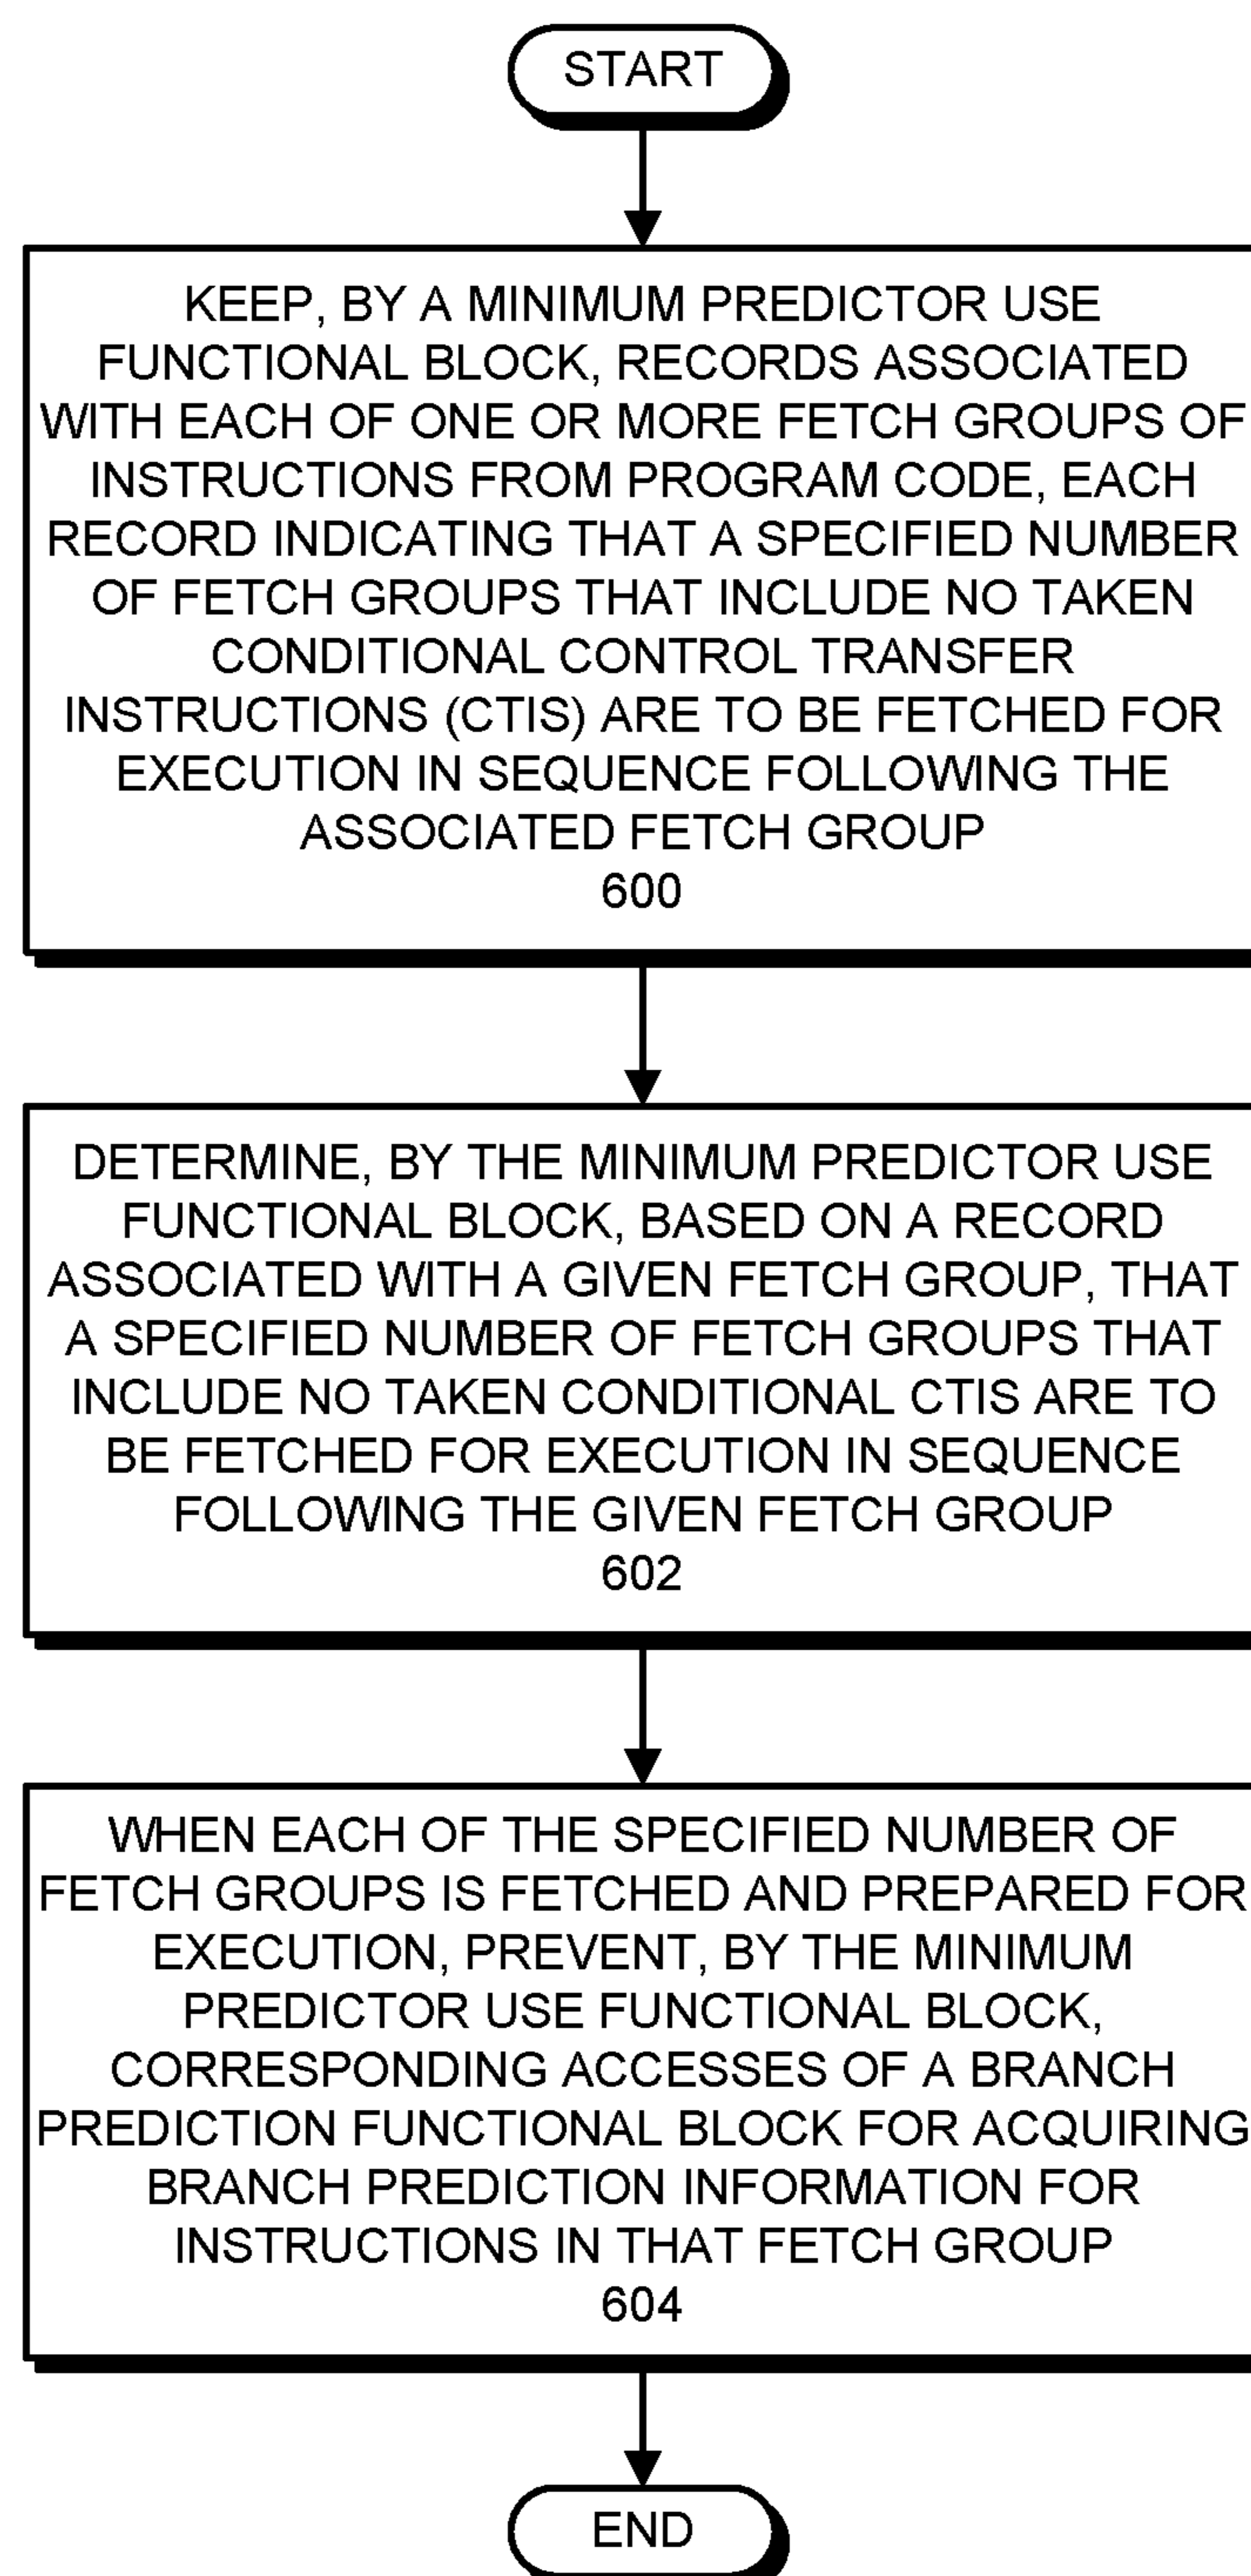 START
KEEP, BY A MINIMUM PREDICTOR USE
FUNCTIONAL BLOCK, RECORDS ASSOCIATED
WITH EACH OF ONE OR MORE FETCH GROUPS OF
INSTRUCTIONS FROM PROGRAM CODE, EACH
RECORD INDICATING THAT A SPECIFIED NUMBER
OF FETCH GROUPS THAT INCLUDE NO TAKEN
CONDITIONAL CONTROL TRANSFER
INSTRUCTIONS (CTIS) ARE TO BE FETCHED FOR
EXECUTION IN SEQUENCE FOLLOWING THE
ASSOCIATED FETCH GROUP
600
DETERMINE, BY THE MINIMUM PREDICTOR USE
FUNCTIONAL BLOCK, BASED ON A RECORD
ASSOCIATED WITH A GIVEN FETCH GROUP, THAT
A SPECIFIED NUMBER OF FETCH GROUPS THAT
INCLUDE NO TAKEN CONDITIONAL CTIS ARE TO
BE FETCHED FOR EXECUTION IN SEQUENCE
FOLLOWING THE GIVEN FETCH GROUP
602
WHEN EACH OF THE SPECIFIED NUMBER OF
FETCH GROUPS IS FETCHED AND PREPARED FOR
EXECUTION, PREVENT, BY THE MINIMUM
PREDICTOR USE FUNCTIONAL BLOCK,
CORRESPONDING ACCESSES OF A BRANCH
PREDICTION FUNCTIONAL BLOCK FOR ACQUIRING
BRANCH PREDICTION INFORMATION FOR
INSTRUCTIONS IN THAT FETCH GROUP
604
END